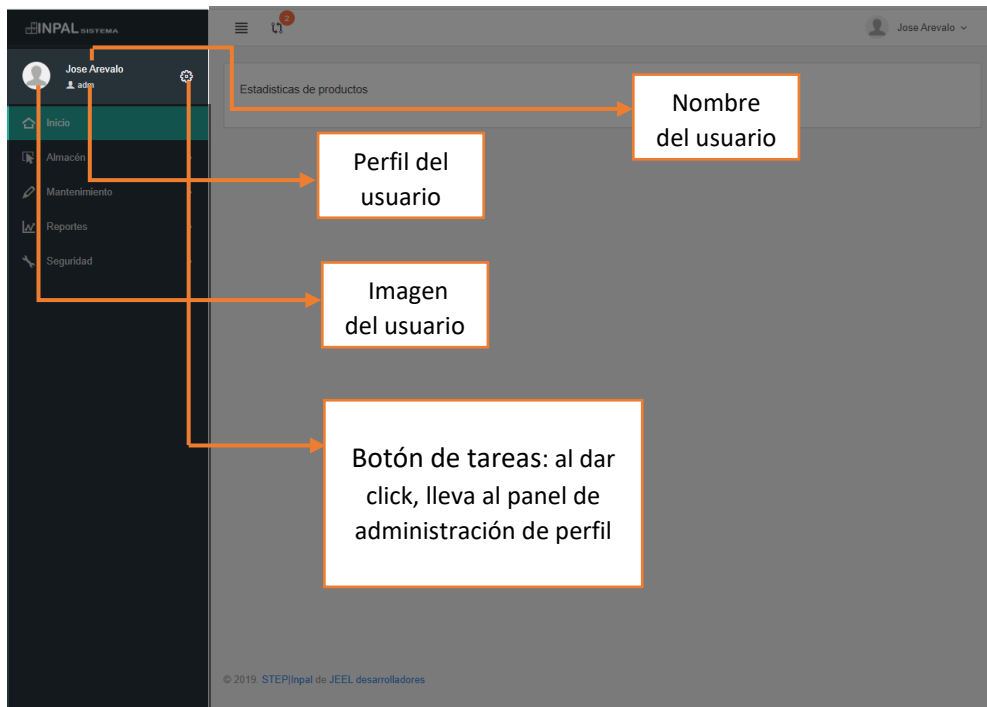 INPAL SISTEMA
2
Jose Arevalo
Jose Arevalo
adm
Estadisticas de productos
Nombre
del usuario
Inicio
Almacén
Perfil del
usuario
Mantenimiento
Reportes
Seguridad
Imagen
del usuario
Botón de tareas: al dar
click, lleva al panel de
administración de perfil
© 2019. STEP|Inpal de JEEL desarrolladores